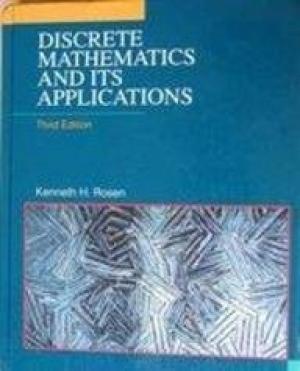 DISCRETE
MATHEMATICS
AND ITS
APPLICATIONS
Third Edition
Kenneth H. Rosen